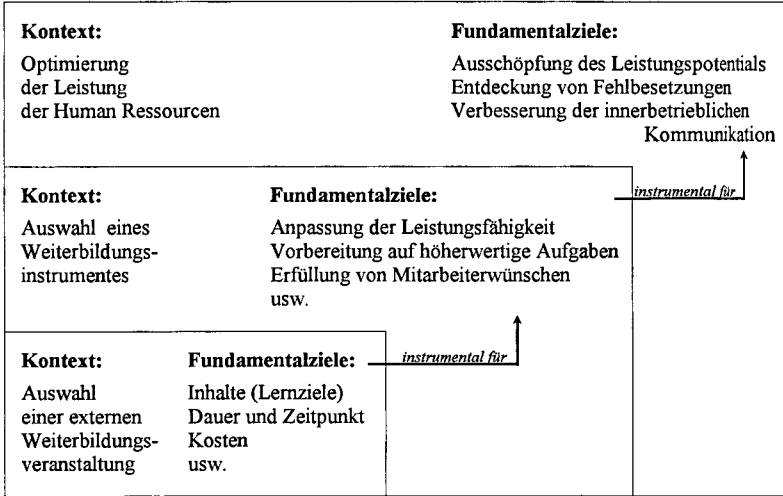 Kontext:
Optimierung
der Leistung
der Human Ressourcen
Fundamentalziele:
Ausschöpfung des Leistungspotentials
Entdeckung von Fehlbesetzungen
Verbesserung der innerbetrieblichen
Kommunikation
instrumental für
Kontext:
Auswahl eines
Weiterbildungs-
instrumentes
Fundamentalziele:
Anpassung der Leistungsfähigkeit
Vorbereitung auf höherwertige Aufgaben
Erfüllung von Mitarbeiterwünschen
usw.
instrumental für
Kontext:
Auswahl
einer externen
Weiterbildungs-
veranstaltung
Fundamentalziele:
Inhalte (Lernziele)
Dauer und Zeitpunkt
Kosten
usw.